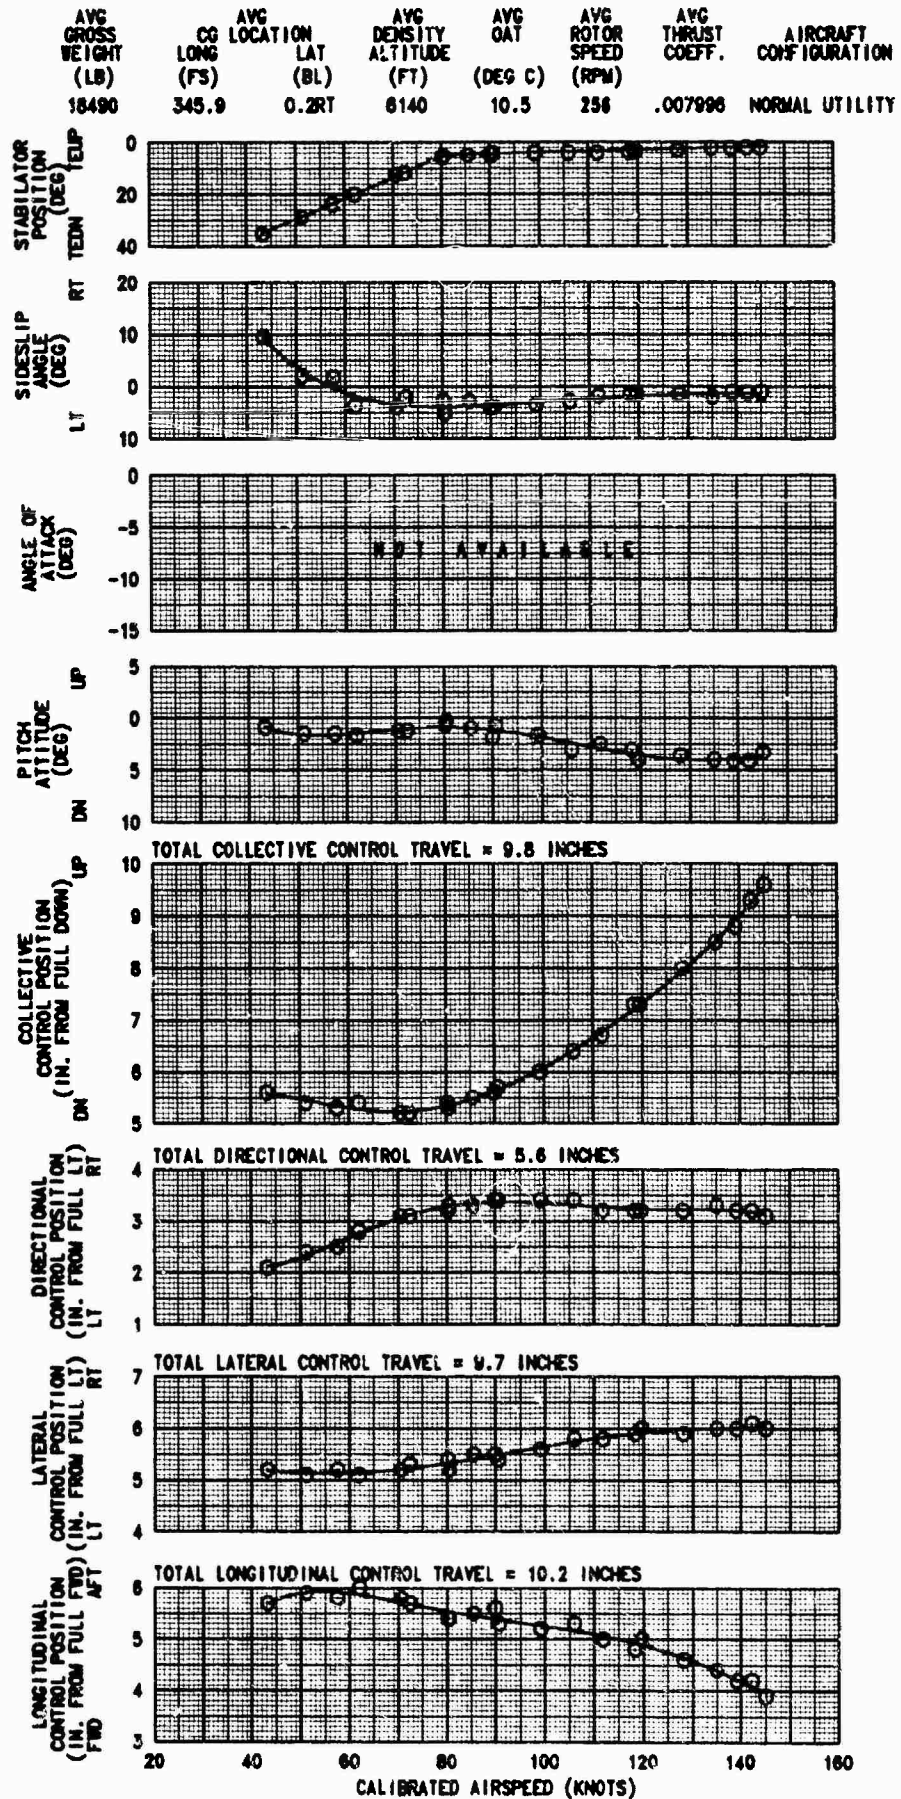 AVG AVG AVG AVG AVG AVG
GROSS CG LOCATION DENSITY OAT ROTOR THRUST AIRCRAFT
WEIGHT LONG LAT ALTITUDE SPEED COEFF. CONFIGURATION
(LB) (FS) (BL) (FT) (DEG C) (RPM)
18490 345.9 0.2RT 6140 10.5 256 .007996 NORMAL UTILITY
STABILATOR
POSITION
(DEG)
TEDN TEUP
0
20
40
SIDESLIP
ANGLE
(DEG)
LT RT
20
10
0
10
ANGLE OF
ATTACK
(DEG)
0
-5
-10
-15
NOT AVAILABLE
PITCH
ATTITUDE
(DEG)
DN UP
5
0
5
10
TOTAL COLLECTIVE CONTROL TRAVEL = 9.8 INCHES
COLLECTIVE
CONTROL POSITION
(IN. FROM FULL DOWN)
DN UP
10
9
8
7
6
5
TOTAL DIRECTIONAL CONTROL TRAVEL = 5.6 INCHES
DIRECTIONAL
CONTROL POSITION
(IN. FROM FULL LT)
LT RT
4
3
2
1
TOTAL LATERAL CONTROL TRAVEL = 9.7 INCHES
LATERAL
CONTROL POSITION
(IN. FROM FULL LT)
LT RT
7
6
5
4
TOTAL LONGITUDINAL CONTROL TRAVEL = 10.2 INCHES
LONGITUDINAL
CONTROL POSITION
(IN. FROM FULL FWD)
FWD AFT
6
5
4
3
20 40 60 80 100 120 140 160
CALIBRATED AIRSPEED (KNOTS)